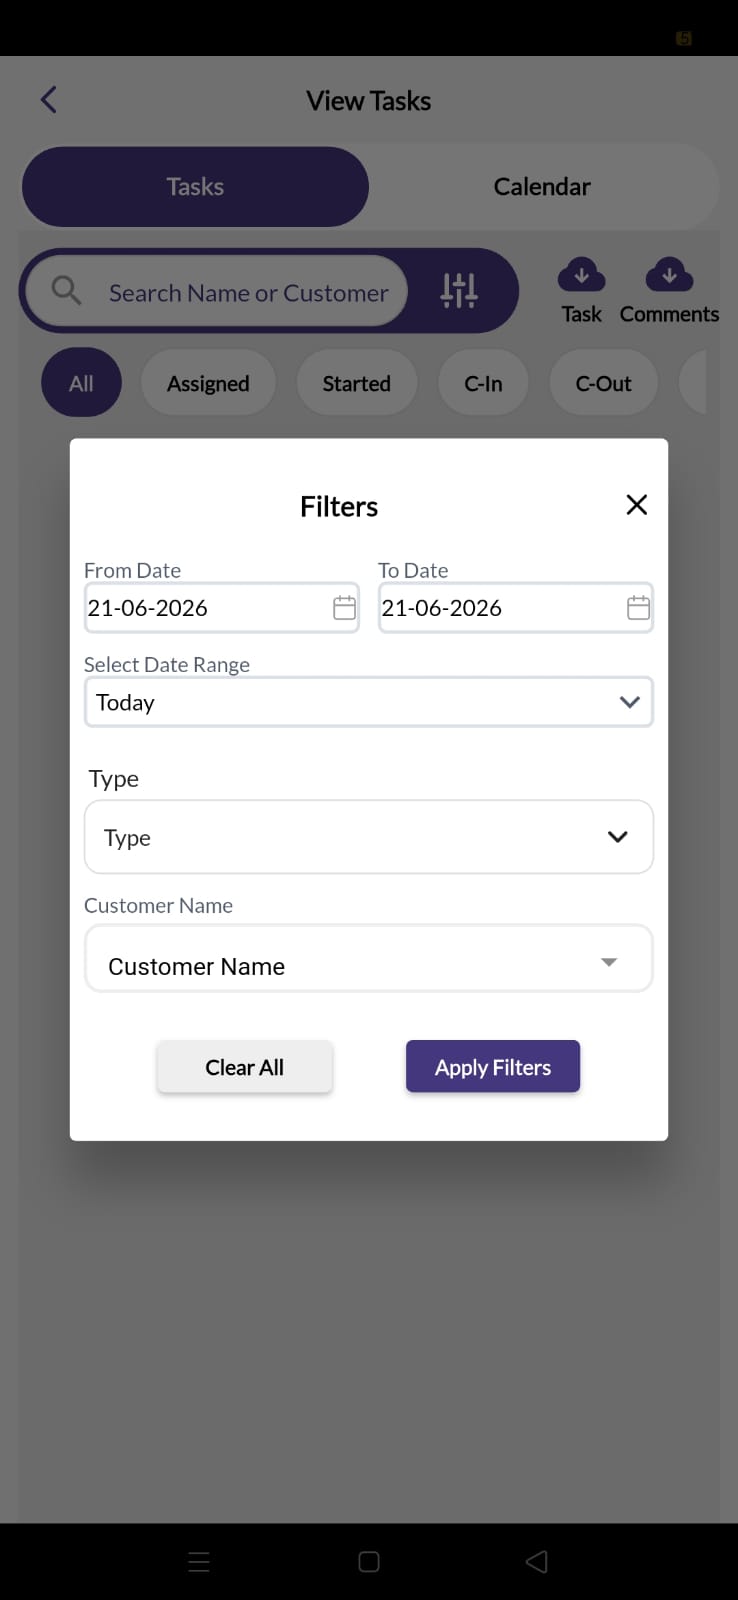 View Tasks
Tasks
Calendar
Search Name or Customer
Task
Comments
All
Assigned
Started
C-In
C-Out
Filters
From Date
To Date
21-06-2026
21-06-2026
Select Date Range
Today
Type
Type
Customer Name
Customer Name
Clear All
Apply Filters